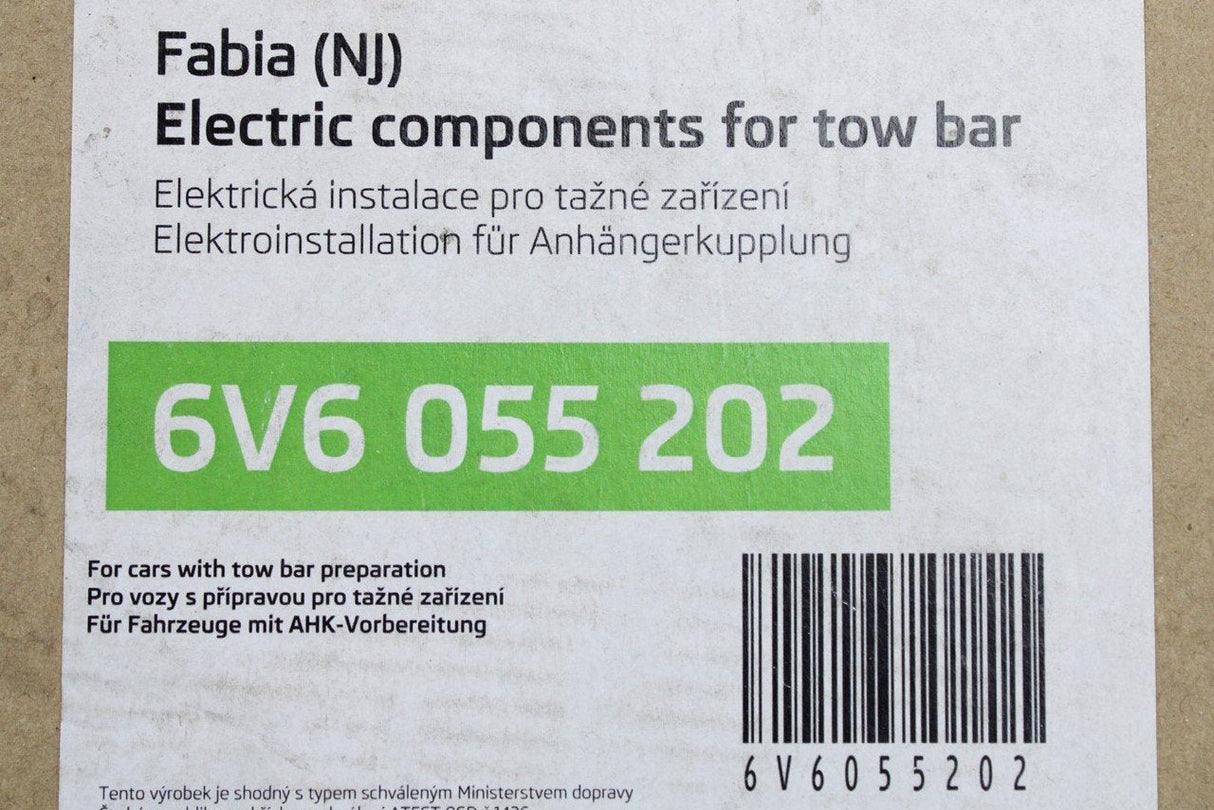 Fabia (NJ)
Electric components for tow bar
Elektrická instalace pro tažné zařízení
Elektroinstallation für Anhängerkupplung
6V6 055 202
For cars with tow bar preparation
Pro vozy s přípravou pro tažné zařízení
Für Fahrzeuge mit AHK-Vorbereitung
6V6055202
Tento výrobek je shodný s typem schváleným Ministerstvem dopravy